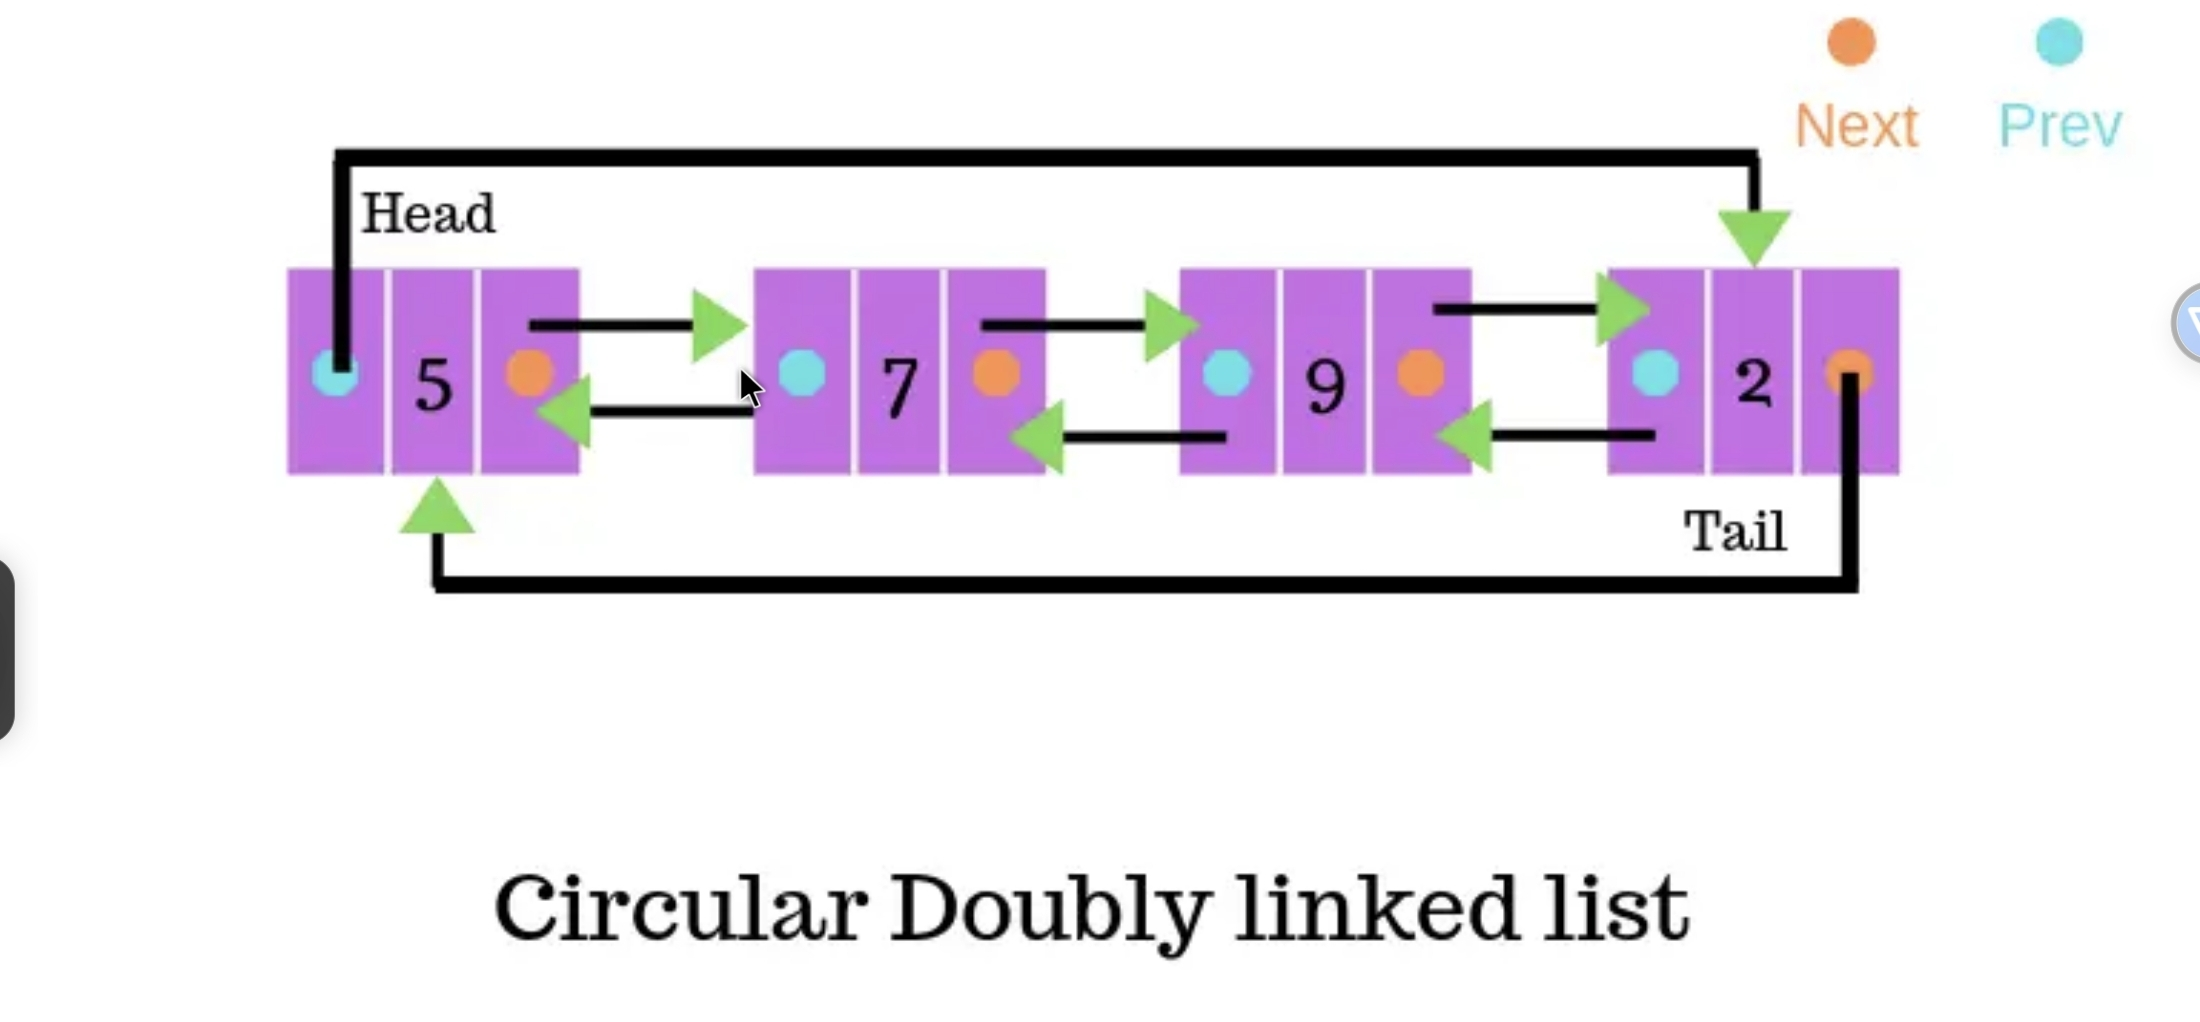 Next Prev
Head
5 7 9 2
Tail
Circular Doubly linked list